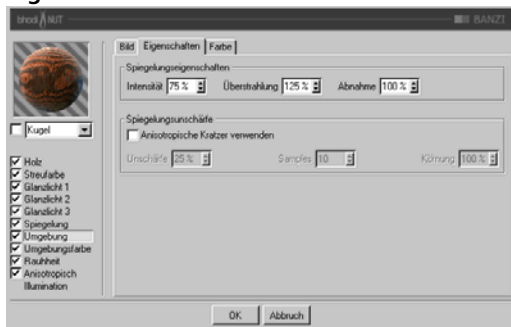 bhodiNUT
BANZI
Bild Eigenschaften Farbe
Spiegelungseigenschaften
Intensität 75 % Überstrahlung 125 % Abnahme 100 %
Spiegelungsunschärfe
Anisotropische Kratzer verwenden
Unschärfe 25 % Samples 10 Körnung 100 %
Kugel
Holz
Streufarbe
Glanzlicht 1
Glanzlicht 2
Glanzlicht 3
Spiegelung
Umgebung
Umgebungsfarbe
Rauhheit
Anisotropisch
Illumination
OK Abbruch